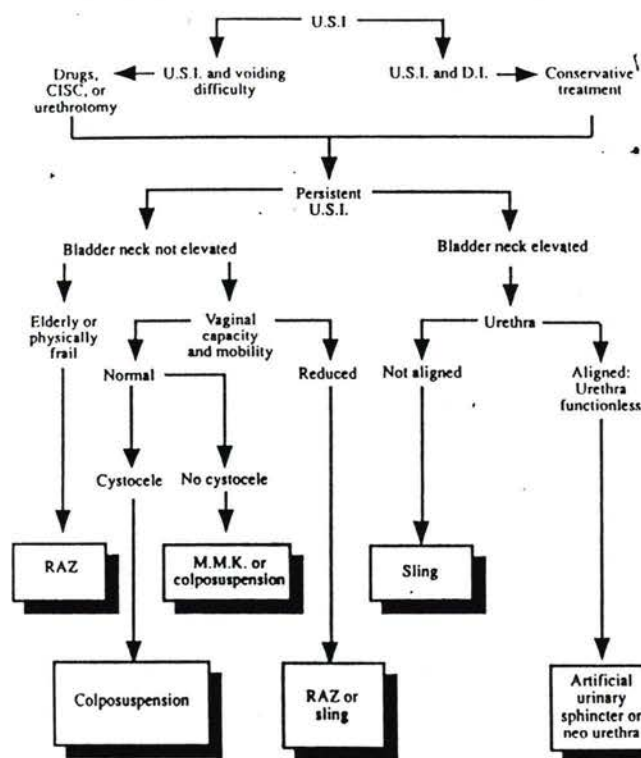 U.S.I
Drugs,
CISC, or
urethrotomy
U.S.I. and voiding
difficulty
U.S.I. and D.I.
Conservative
treatment
Persistent
U.S.I.
Bladder neck not elevated
Bladder neck elevated
Elderly or
physically
frail
Vaginal
capacity
and mobility
Urethra
Normal
Reduced
Not aligned
Aligned:
Urethra
functionless
Cystocele
No cystocele
RAZ
M.M.K. or
colposuspension
Sling
Colposuspension
RAZ or
sling
Artificial
urinary
sphincter or
neo urethra